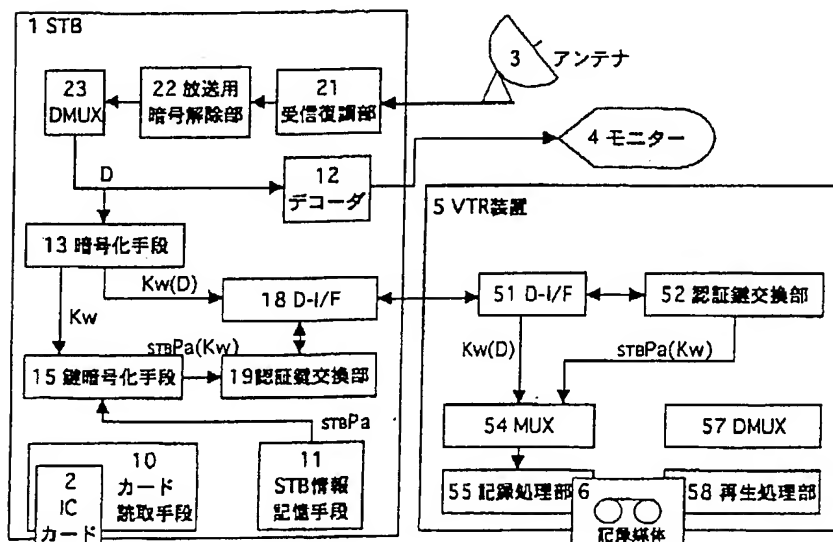 1 STB
23
DMUX
22 放送用
暗号解除部
21
受信復調部
3
アンテナ
4 モニター
D
12
デコーダ
13 暗号化手段
Kw(D)
Kw
18 D-I/F
STBPa(Kw)
15 鍵暗号化手段
19認証鍵交換部
STBPa
10
カード
読取手段
2
IC
カード
11
STB情報
記憶手段
5 VTR装置
51 D-I/F
52 認証鍵交換部
Kw(D)
STBPa(Kw)
54 MUX
57 DMUX
55 記録処理部
58 再生処理部
6
記録媒体